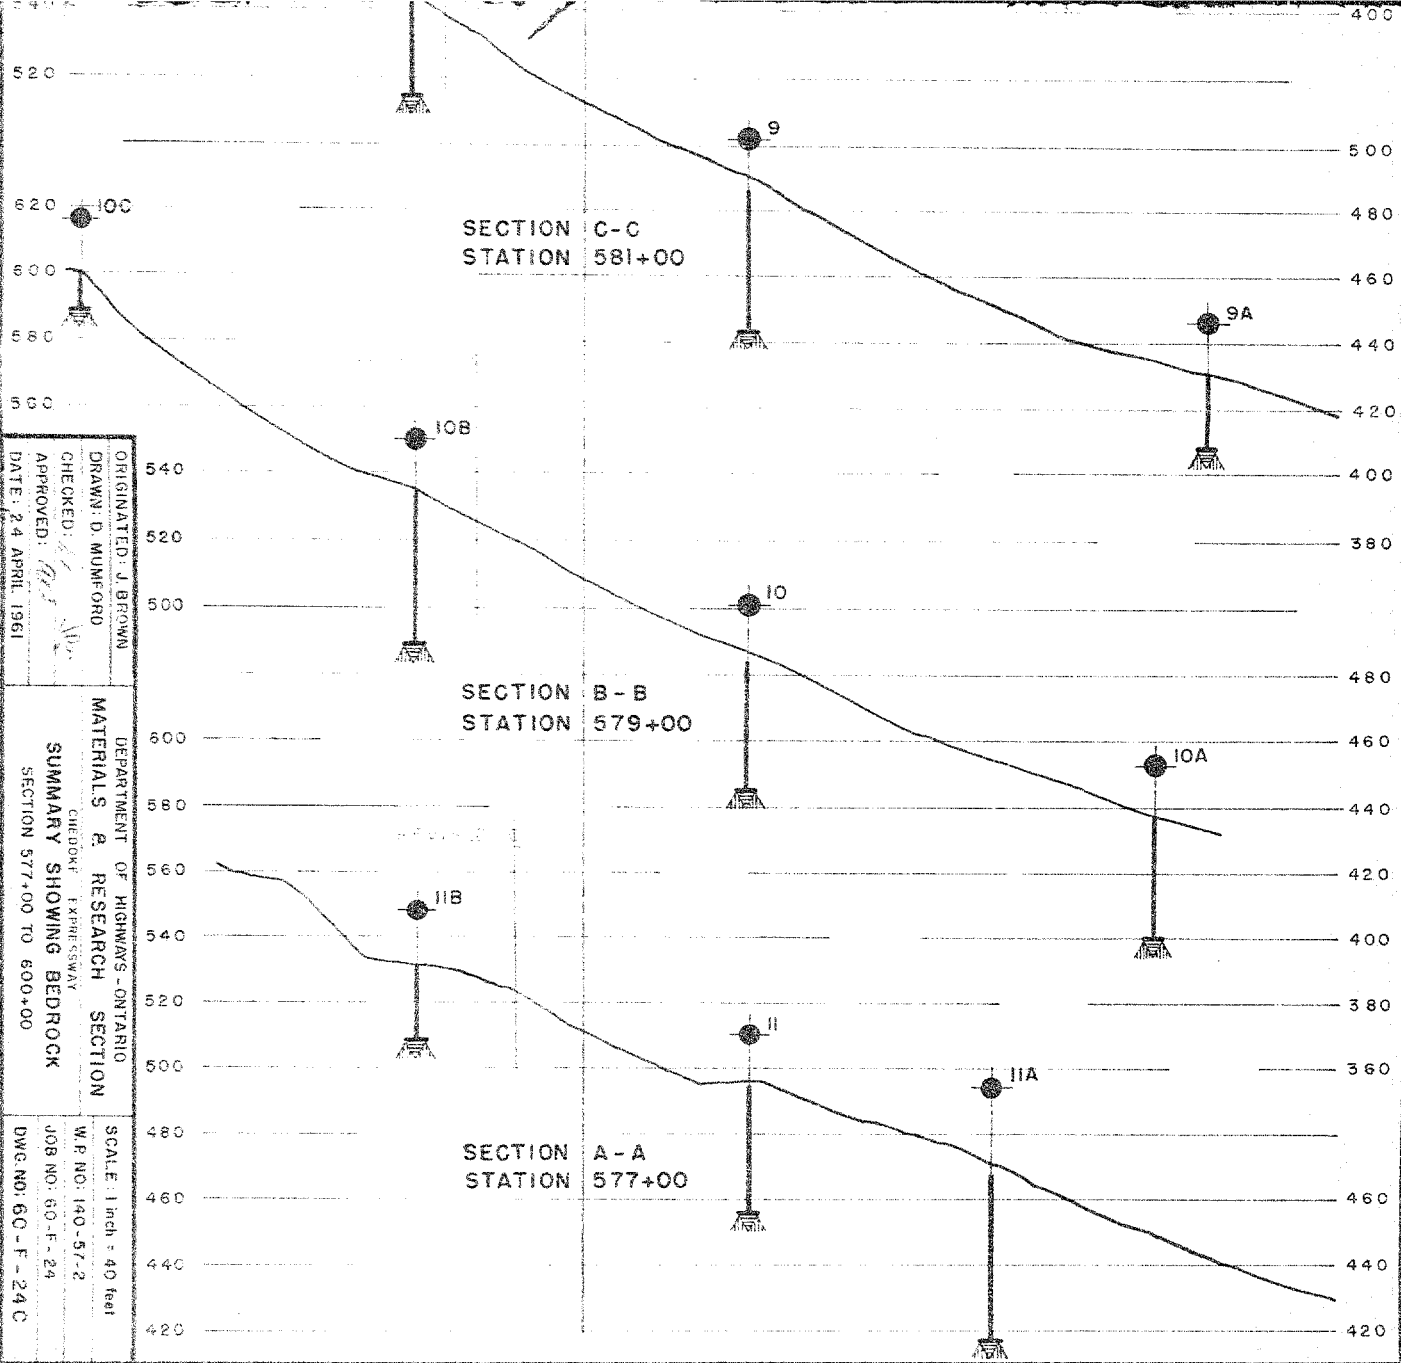 520
400
9
500
620
10C
480
SECTION C-C
STATION 581+00
600
460
9A
580
440
560
420
10B
540
400
520
380
500
10
480
SECTION B-B
STATION 579+00
600
460
10A
580
440
560
420
11B
540
400
520
380
11
500
360
11A
480
SECTION A-A
STATION 577+00
460
460
440
440
420
420
ORIGINATED: J. BROWN
DRAWN: D. MUMFORD
CHECKED:
APPROVED:
DATE: 24 APRIL 1961
DEPARTMENT OF HIGHWAYS - ONTARIO
MATERIALS & RESEARCH SECTION
CHEDOKE EXPRESSWAY
SUMMARY SHOWING BEDROCK
SECTION 577+00 TO 600+00
SCALE: 1 inch = 40 feet
W.P. NO: 140-57-2
JOB NO: 60-F-24
DWG. NO: 60-F-24C